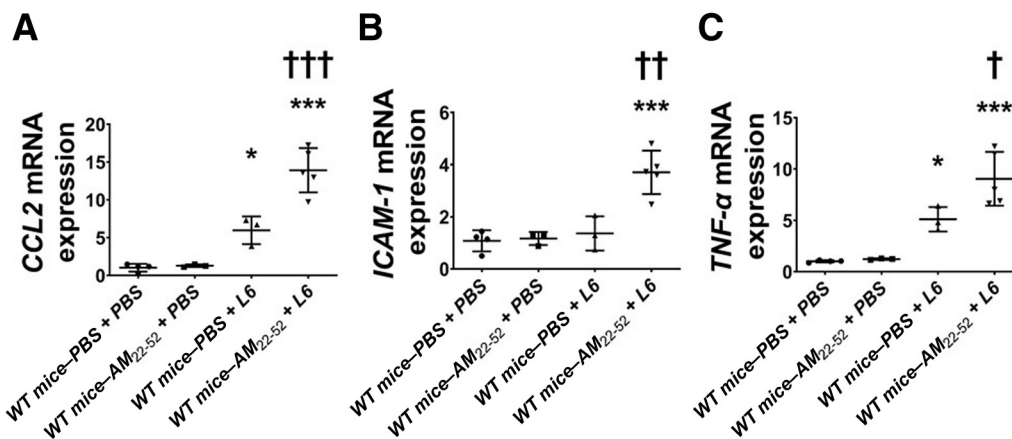 A
†††
***
*
CCL2 mRNA
expression
20
15
10
5
0
WT mice–PBS + PBS
WT mice–AM22-52 + PBS
WT mice–PBS + L6
WT mice–AM22-52 + L6
B
††
***
ICAM-1 mRNA
expression
6
4
2
0
WT mice–PBS + PBS
WT mice–AM22-52 + PBS
WT mice–PBS + L6
WT mice–AM22-52 + L6
C
†
***
*
TNF-α mRNA
expression
15
10
5
0
WT mice–PBS + PBS
WT mice–AM22-52 + PBS
WT mice–PBS + L6
WT mice–AM22-52 + L6